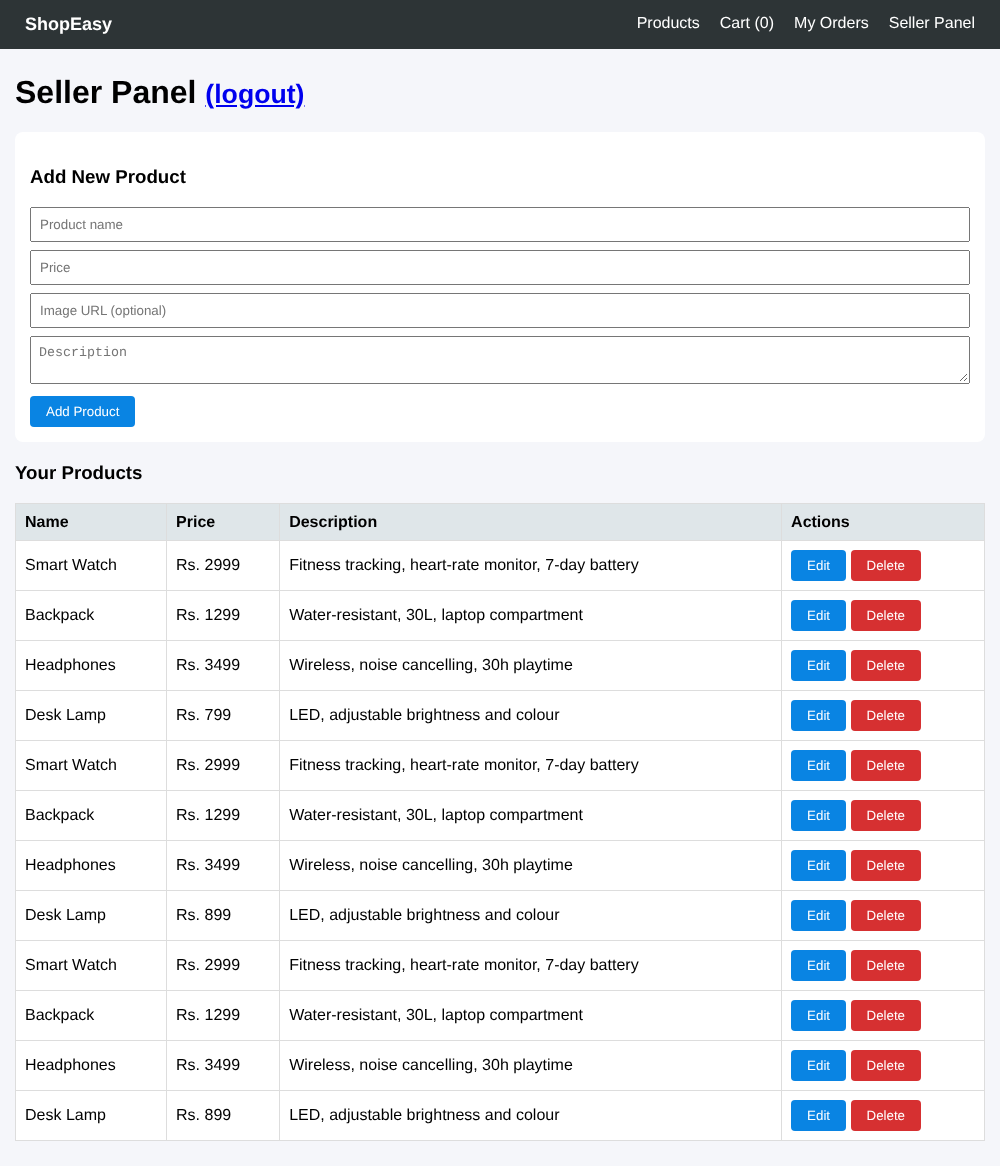 ShopEasy Products Cart (0) My Orders Seller Panel
Seller Panel (logout)
Add New Product
Product name
Price
Image URL (optional)
Description
Add Product
Your Products
Name Price Description Actions
Smart Watch Rs. 2999 Fitness tracking, heart-rate monitor, 7-day battery Edit Delete
Backpack Rs. 1299 Water-resistant, 30L, laptop compartment Edit Delete
Headphones Rs. 3499 Wireless, noise cancelling, 30h playtime Edit Delete
Desk Lamp Rs. 799 LED, adjustable brightness and colour Edit Delete
Smart Watch Rs. 2999 Fitness tracking, heart-rate monitor, 7-day battery Edit Delete
Backpack Rs. 1299 Water-resistant, 30L, laptop compartment Edit Delete
Headphones Rs. 3499 Wireless, noise cancelling, 30h playtime Edit Delete
Desk Lamp Rs. 899 LED, adjustable brightness and colour Edit Delete
Smart Watch Rs. 2999 Fitness tracking, heart-rate monitor, 7-day battery Edit Delete
Backpack Rs. 1299 Water-resistant, 30L, laptop compartment Edit Delete
Headphones Rs. 3499 Wireless, noise cancelling, 30h playtime Edit Delete
Desk Lamp Rs. 899 LED, adjustable brightness and colour Edit Delete